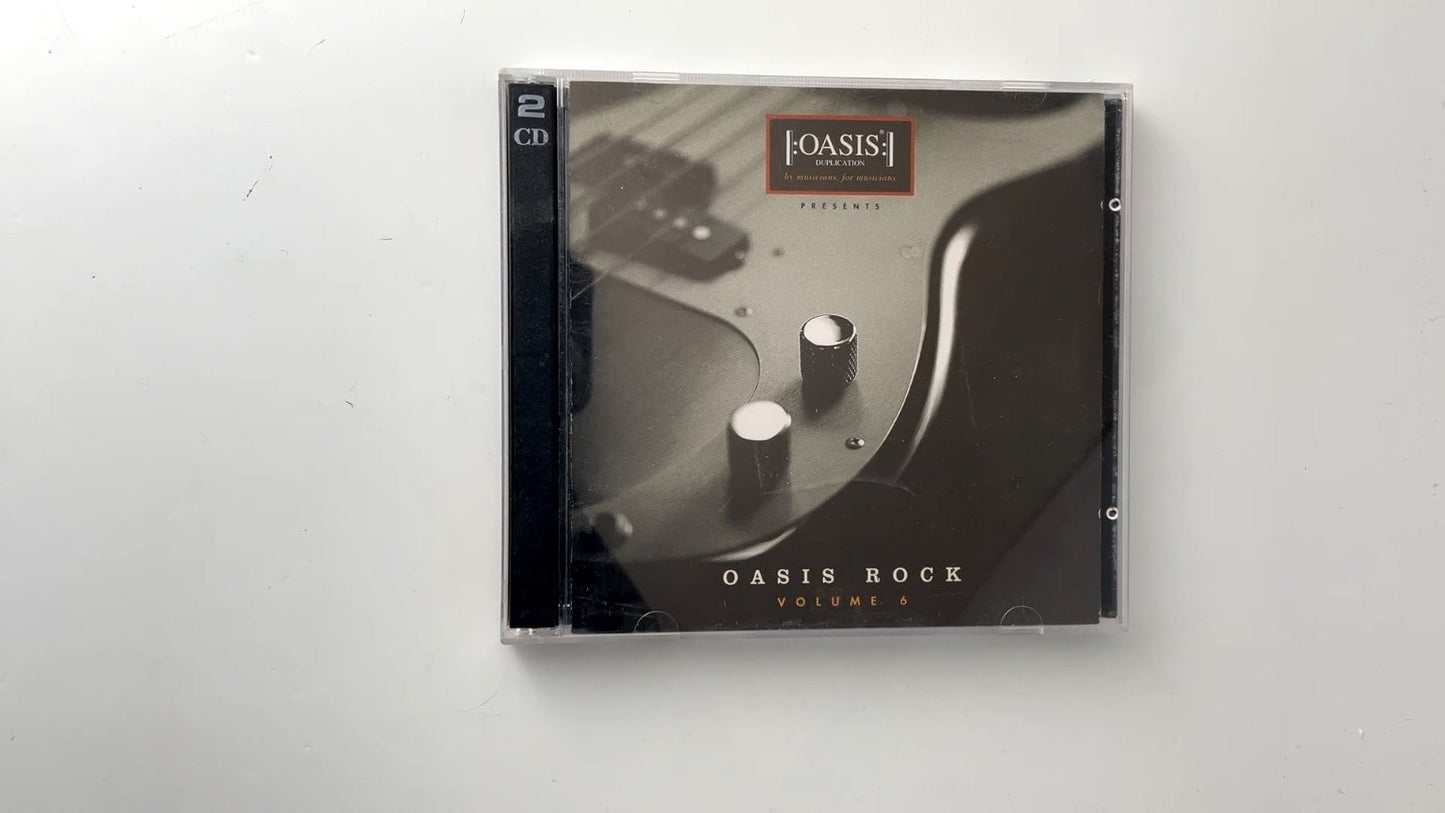 2
CD
|:OASIS:|®
DUPLICATION
by musicians, for musicians
PRESENTS
OASIS ROCK
VOLUME 6